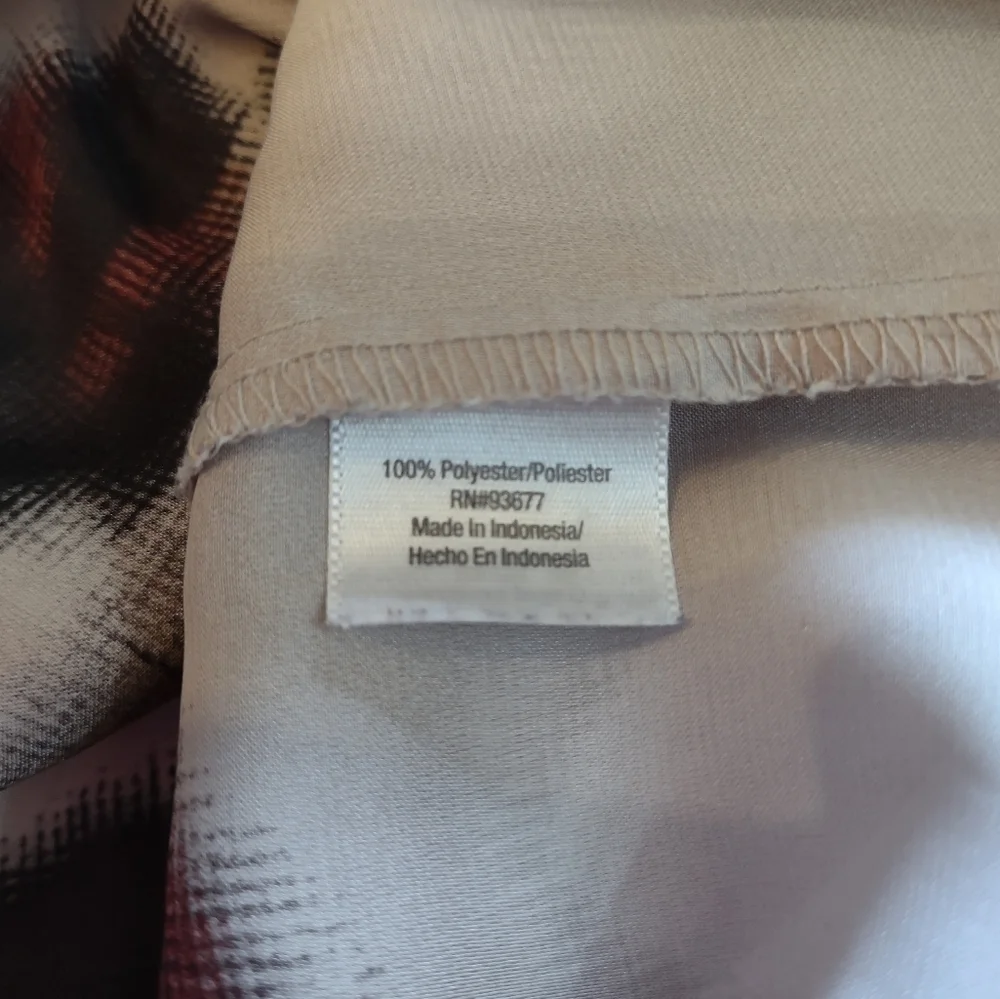 100% Polyester/Poliester
RN#93677
Made In Indonesia/
Hecho En Indonesia